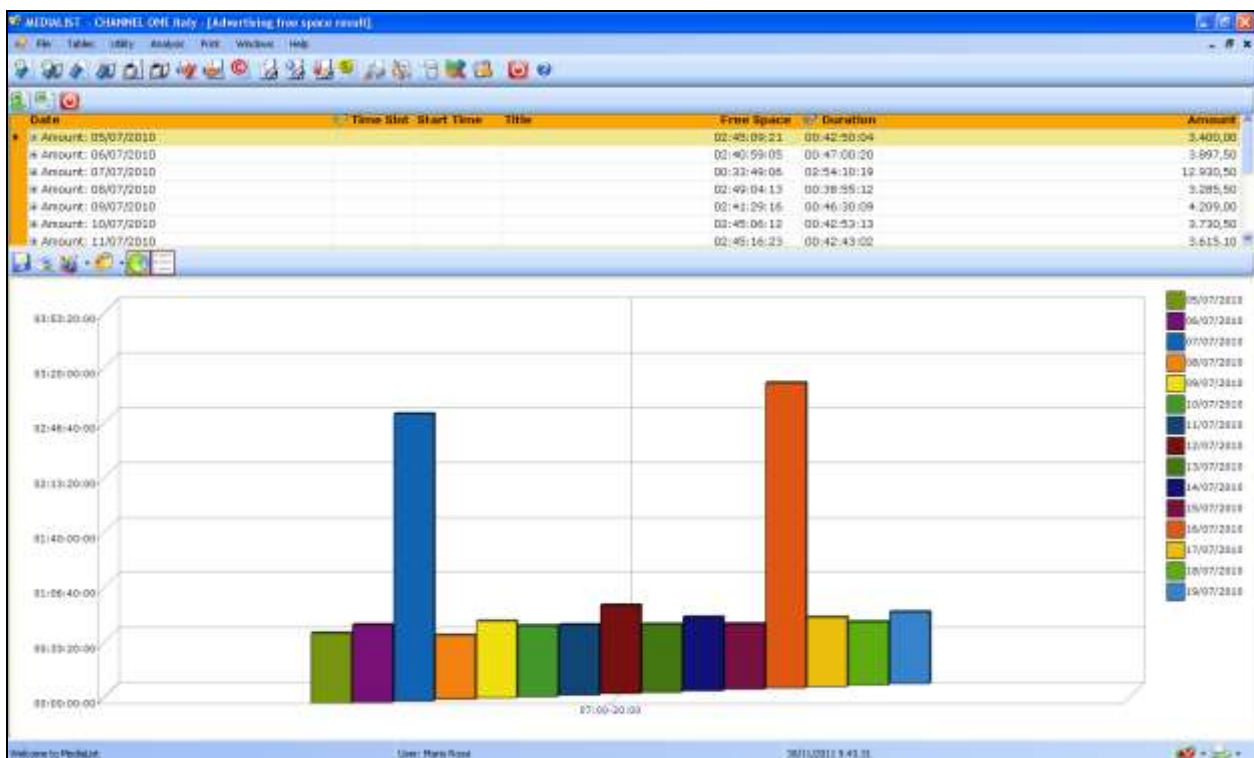 MEDIALIST - CHANNEL ONE Italy - [Advertising free space result]
File Tables Utility Analysis Print Windows Help
Date Time Slot Start Time Title Free Space Duration Amount
Amount: 05/07/2010 02:45:09:21 00:42:50:04 3.400,00
Amount: 06/07/2010 02:40:59:05 00:47:00:20 3.897,50
Amount: 07/07/2010 00:33:49:06 02:54:10:19 12.930,50
Amount: 08/07/2010 02:49:04:13 00:38:55:12 3.285,50
Amount: 09/07/2010 02:41:29:16 00:46:30:09 4.209,00
Amount: 10/07/2010 02:45:06:12 00:42:53:13 3.730,50
Amount: 11/07/2010 02:45:16:23 00:42:43:02 3.615,10
03:53:20:00
03:20:00:00
02:46:40:00
02:13:20:00
01:40:00:00
01:06:40:00
00:33:20:00
00:00:00:00
07:00-20:00
05/07/2010
06/07/2010
07/07/2010
08/07/2010
09/07/2010
10/07/2010
11/07/2010
12/07/2010
13/07/2010
14/07/2010
15/07/2010
16/07/2010
17/07/2010
18/07/2010
19/07/2010
Welcome to MediaList User: Mario Rossi